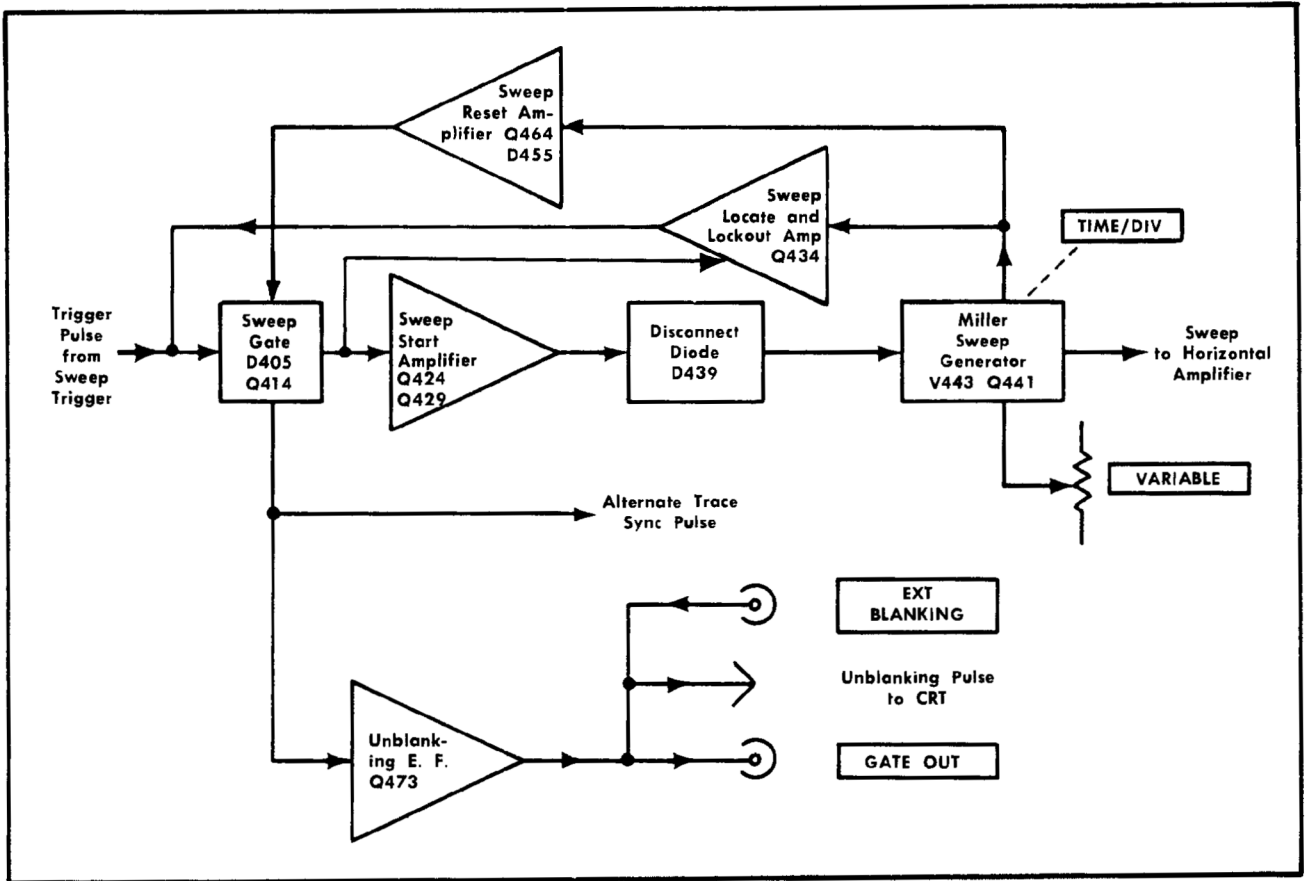 Sweep
Reset Am-
plifier Q464
D455
Sweep
Locate and
Lockout Amp
Q434
TIME/DIV
Trigger
Pulse
from
Sweep
Trigger
Sweep
Gate
D405
Q414
Sweep
Start
Amplifier
Q424
Q429
Disconnect
Diode
D439
Miller
Sweep
Generator
V443 Q441
Sweep
to Horizontal
Amplifier
VARIABLE
Alternate Trace
Sync Pulse
EXT
BLANKING
Unblanking Pulse
to CRT
Unblank-
ing E. F.
Q473
GATE OUT